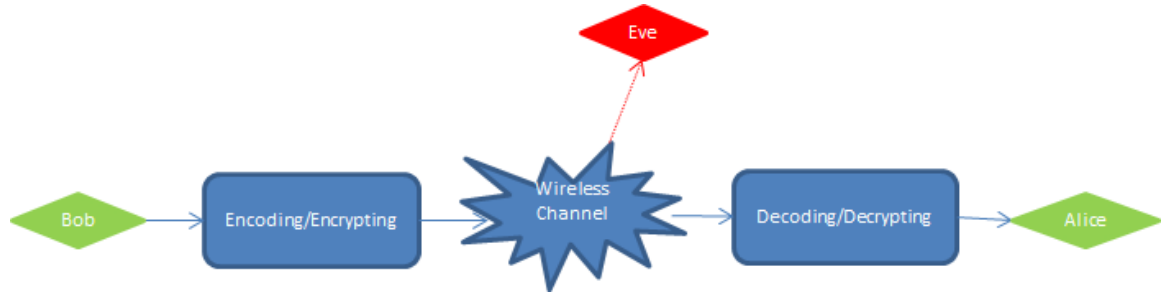 Eve
Bob
Encoding/Encrypting
Wireless
Channel
Decoding/Decrypting
Alice